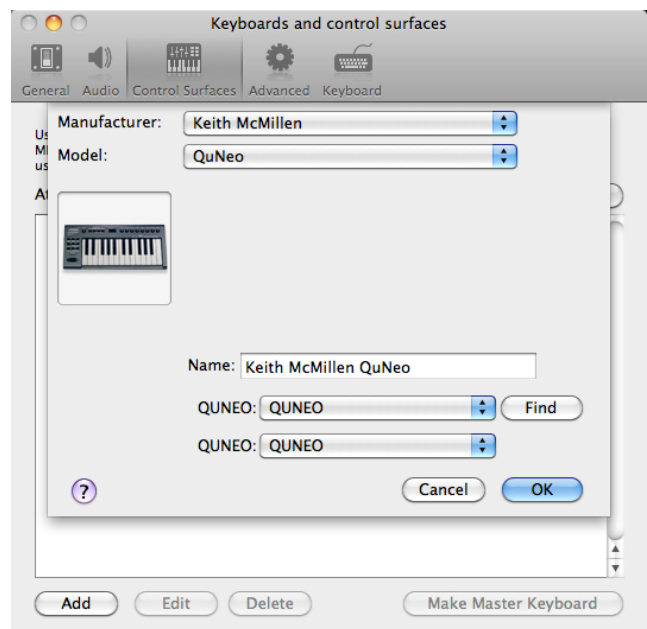 Keyboards and control surfaces
General Audio Control Surfaces Advanced Keyboard
Manufacturer: Keith McMillen
Model: QuNeo
Name: Keith McMillen QuNeo
QUNEO: QUNEO Find
QUNEO: QUNEO
? Cancel OK
Add Edit Delete Make Master Keyboard